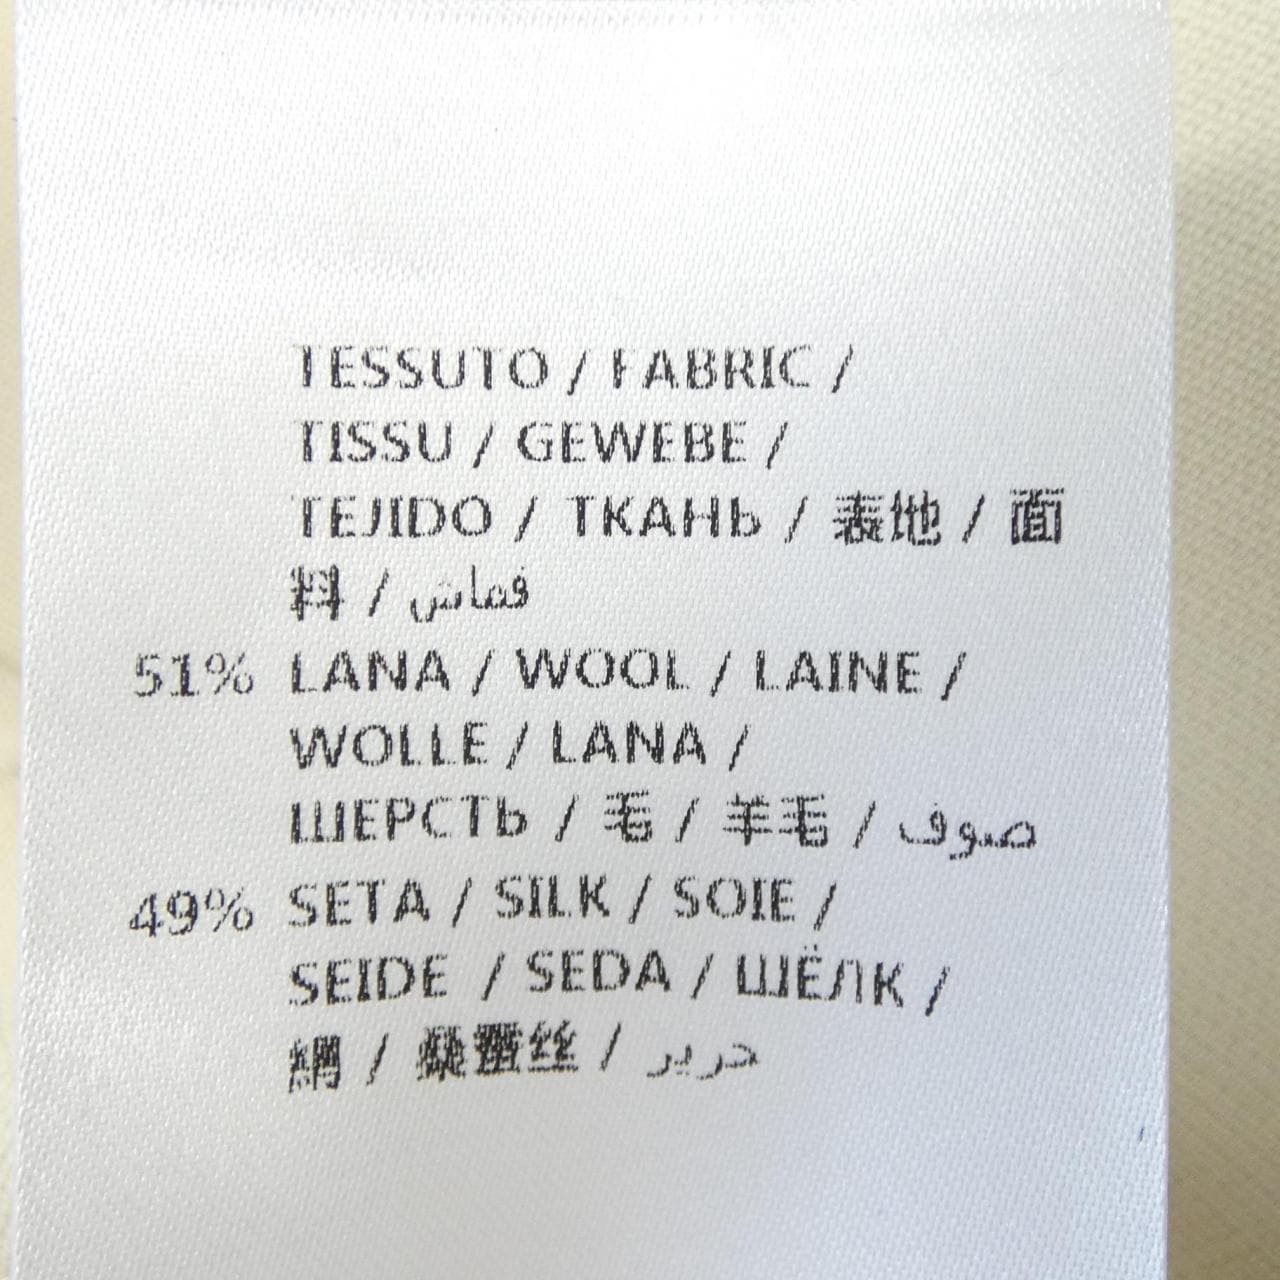 TESSUTO / FABRIC /
TISSU / GEWEBE /
TEJIDO / ТКАНЬ / 表地 / 面
料 / قماش
51% LANA / WOOL / LAINE /
WOLLE / LANA /
ШЕРСТЬ / 毛 / 羊毛 / صوف
49% SETA / SILK / SOIE /
SEIDE / SEDA / ШЁЛК /
絹 / 桑蚕丝 / حرير